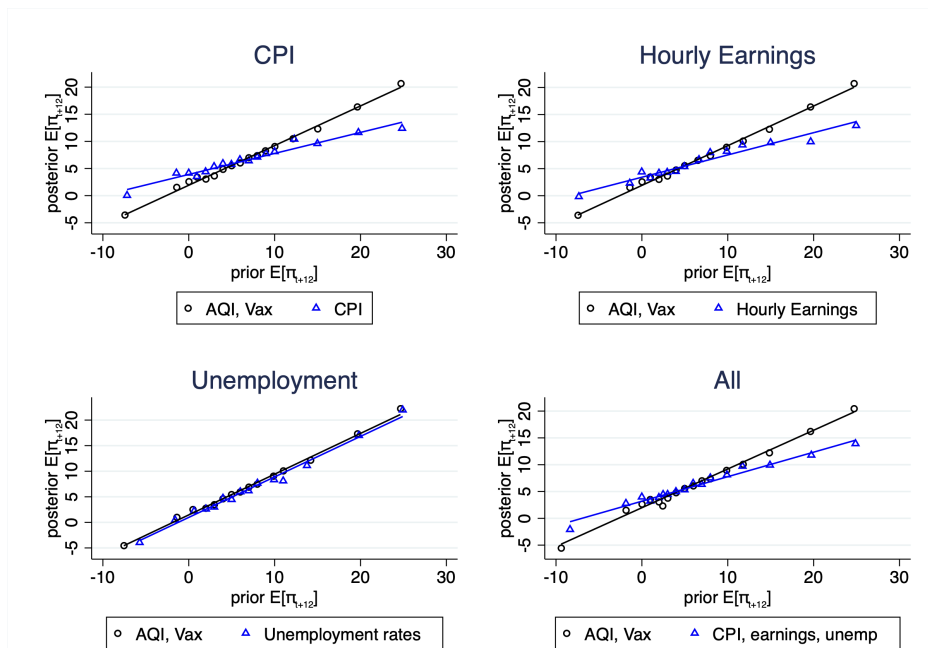 CPI
posterior E[π_{t+12}]
-5 0 5 10 15 20
-10 0 10 20 30
prior E[π_{t+12}]
AQI, Vax CPI
Hourly Earnings
posterior E[π_{t+12}]
-5 0 5 10 15 20
-10 0 10 20 30
prior E[π_{t+12}]
AQI, Vax Hourly Earnings
Unemployment
posterior E[π_{t+12}]
-5 0 5 10 15 20
-10 0 10 20 30
prior E[π_{t+12}]
AQI, Vax Unemployment rates
All
posterior E[π_{t+12}]
-5 0 5 10 15 20
-10 0 10 20 30
prior E[π_{t+12}]
AQI, Vax CPI, earnings, unemp